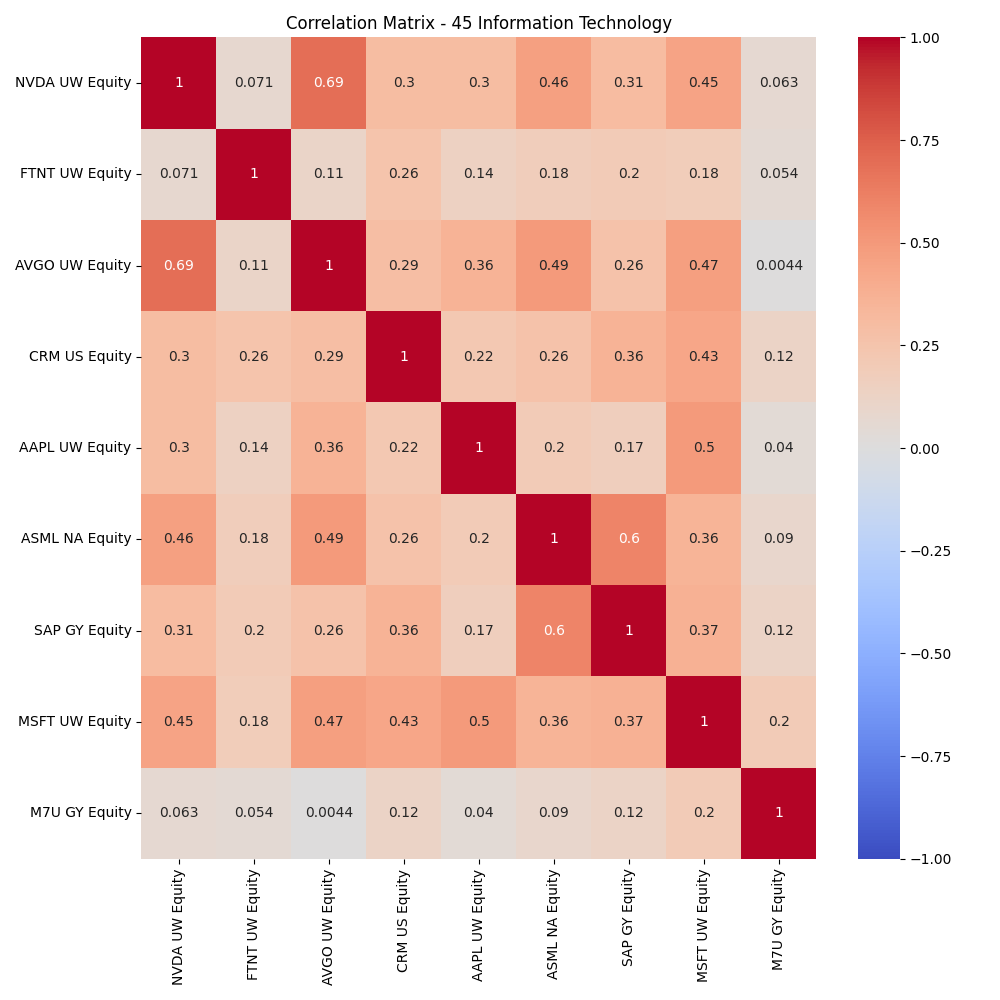 Correlation Matrix - 45 Information Technology
NVDA UW Equity 1 0.071 0.69 0.3 0.3 0.46 0.31 0.45 0.063
FTNT UW Equity 0.071 1 0.11 0.26 0.14 0.18 0.2 0.18 0.054
AVGO UW Equity 0.69 0.11 1 0.29 0.36 0.49 0.26 0.47 0.0044
CRM US Equity 0.3 0.26 0.29 1 0.22 0.26 0.36 0.43 0.12
AAPL UW Equity 0.3 0.14 0.36 0.22 1 0.2 0.17 0.5 0.04
ASML NA Equity 0.46 0.18 0.49 0.26 0.2 1 0.6 0.36 0.09
SAP GY Equity 0.31 0.2 0.26 0.36 0.17 0.6 1 0.37 0.12
MSFT UW Equity 0.45 0.18 0.47 0.43 0.5 0.36 0.37 1 0.2
M7U GY Equity 0.063 0.054 0.0044 0.12 0.04 0.09 0.12 0.2 1
NVDA UW Equity
FTNT UW Equity
AVGO UW Equity
CRM US Equity
AAPL UW Equity
ASML NA Equity
SAP GY Equity
MSFT UW Equity
M7U GY Equity
1.00
0.75
0.50
0.25
0.00
−0.25
−0.50
−0.75
−1.00